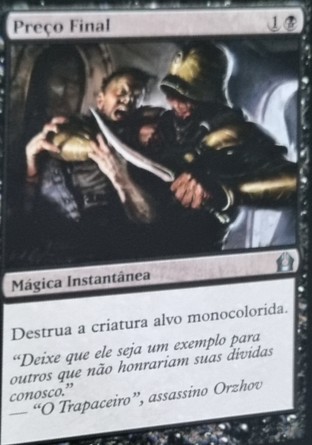 Preço Final 1
Mágica Instantânea
Destrua a criatura alvo monocolorida.
“Deixe que ele seja um exemplo para
outros que não honrariam suas dívidas
conosco.”
— “O Trapaceiro”, assassino Orzhov